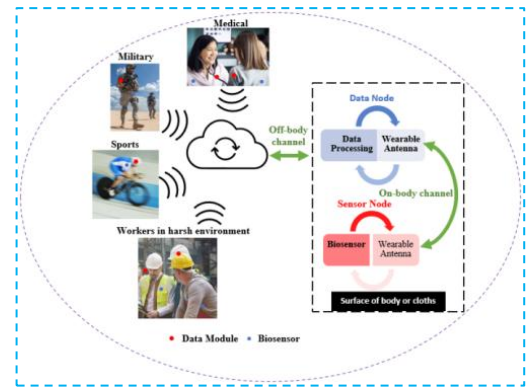 Medical
Military
Sports
Workers in harsh environment
Off-body
channel
Data Node
Data
Processing
Wearable
Antenna
On-body channel
Sensor Node
Biosensor
Wearable
Antenna
Surface of body or cloths
Data Module
Biosensor